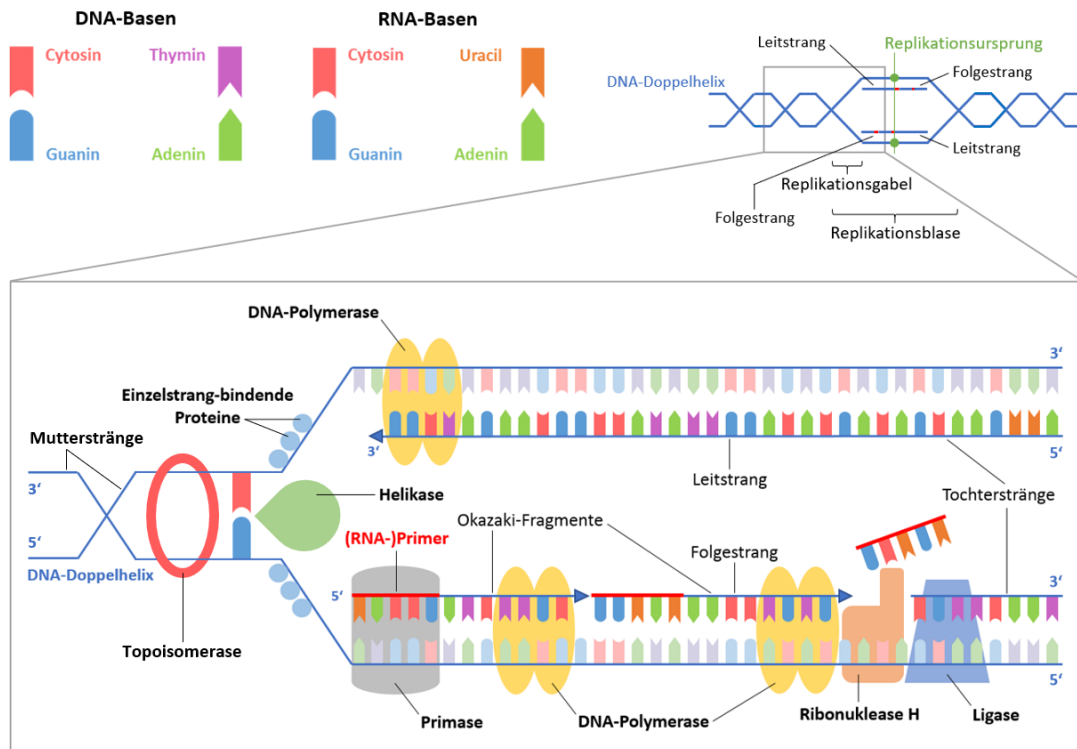 DNA-Basen
RNA-Basen
Cytosin
Thymin
Cytosin
Uracil
Guanin
Adenin
Guanin
Adenin
Replikationsursprung
Leitstrang
Folgestrang
DNA-Doppelhelix
Leitstrang
Replikationsgabel
Folgestrang
Replikationsblase
DNA-Polymerase
3‘
Einzelstrang-bindende
Proteine
Mutterstränge
3‘
5‘
Leitstrang
3‘
Helikase
Tochterstränge
Okazaki-Fragmente
5‘
(RNA-)Primer
Folgestrang
DNA-Doppelhelix
5‘
3‘
Topoisomerase
5‘
Primase
DNA-Polymerase
Ribonuklease H
Ligase